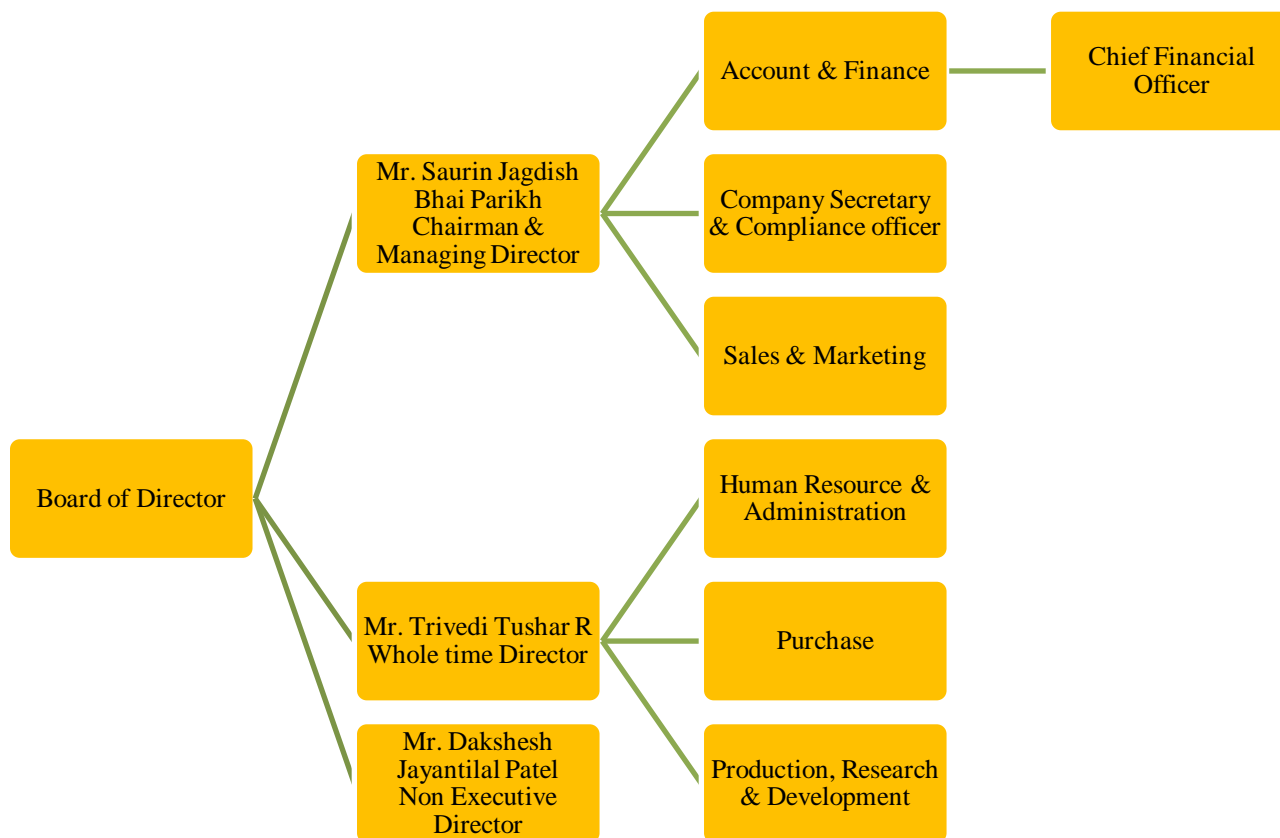 Board of Director
Mr. Saurin Jagdish
Bhai Parikh
Chairman &
Managing Director
Account & Finance
Chief Financial
Officer
Company Secretary
& Compliance officer
Sales & Marketing
Mr. Trivedi Tushar R
Whole time Director
Human Resource &
Administration
Purchase
Production, Research
& Development
Mr. Dakshesh
Jayantilal Patel
Non Executive
Director